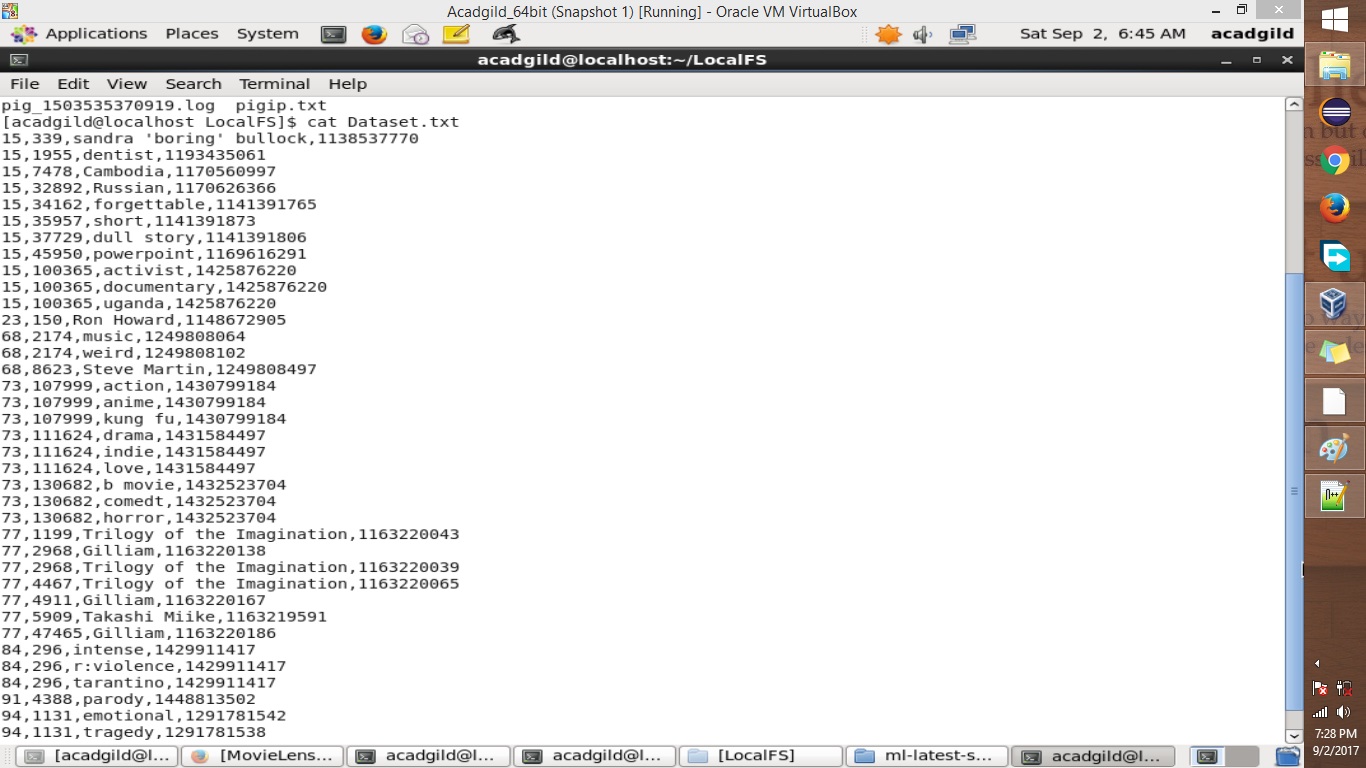 Acadgild_64bit (Snapshot 1) [Running] - Oracle VM VirtualBox
Applications Places System
Sat Sep 2, 6:45 AM acadgild
acadgild@localhost:~/LocalFS
File Edit View Search Terminal Help
pig_1503535370919.log pigip.txt
[acadgild@localhost LocalFS]$ cat Dataset.txt
15,339,sandra 'boring' bullock,1138537770
15,1955,dentist,1193435061
15,7478,Cambodia,1170560997
15,32892,Russian,1170626366
15,34162,forgettable,1141391765
15,35957,short,1141391873
15,37729,dull story,1141391806
15,45950,powerpoint,1169616291
15,100365,activist,1425876220
15,100365,documentary,1425876220
15,100365,uganda,1425876220
23,150,Ron Howard,1148672905
68,2174,music,1249808064
68,2174,weird,1249808102
68,8623,Steve Martin,1249808497
73,107999,action,1430799184
73,107999,anime,1430799184
73,107999,kung fu,1430799184
73,111624,drama,1431584497
73,111624,indie,1431584497
73,111624,love,1431584497
73,130682,b movie,1432523704
73,130682,comedt,1432523704
73,130682,horror,1432523704
77,1199,Trilogy of the Imagination,1163220043
77,2968,Gilliam,1163220138
77,2968,Trilogy of the Imagination,1163220039
77,4467,Trilogy of the Imagination,1163220065
77,4911,Gilliam,1163220167
77,5909,Takashi Miike,1163219591
77,47465,Gilliam,1163220186
84,296,intense,1429911417
84,296,r:violence,1429911417
84,296,tarantino,1429911417
91,4388,parody,1448813502
94,1131,emotional,1291781542
94,1131,tragedy,1291781538
[acadgild@l... [MovieLens... acadgild@l... acadgild@l... [LocalFS] ml-latest-s... acadgild@l...
7:28 PM
9/2/2017